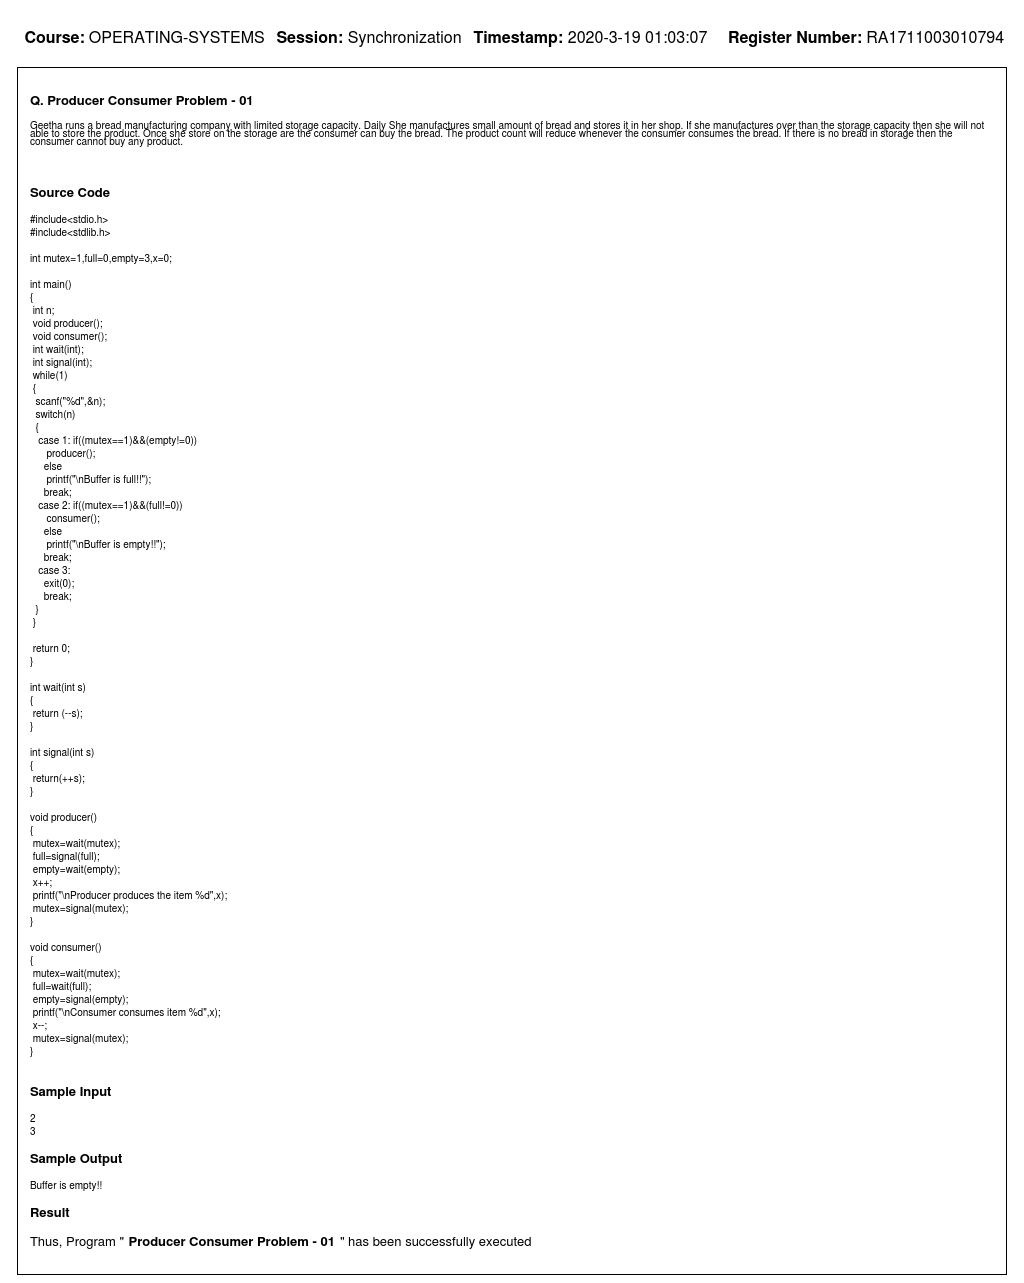 Course: OPERATING-SYSTEMS Session: Synchronization Timestamp: 2020-3-19 01:03:07 Register Number: RA1711003010794
Q. Producer Consumer Problem - 01
Geetha runs a bread manufacturing company with limited storage capacity. Daily She manufactures small amount of bread and stores it in her shop. If she manufactures over than the storage capacity then she will not
able to store the product. Once she store on the storage are the consumer can buy the bread. The product count will reduce whenever the consumer consumes the bread. If there is no bread in storage then the
consumer cannot buy any product.
Source Code
#include<stdio.h>
#include<stdlib.h>
int mutex=1,full=0,empty=3,x=0;
int main()
{
int n;
void producer();
void consumer();
int wait(int);
int signal(int);
while(1)
{
scanf("%d",&n);
switch(n)
{
case 1: if((mutex==1)&&(empty!=0))
producer();
else
printf("\nBuffer is full!!");
break;
case 2: if((mutex==1)&&(full!=0))
consumer();
else
printf("\nBuffer is empty!!");
break;
case 3:
exit(0);
break;
}
}
return 0;
}
int wait(int s)
{
return (--s);
}
int signal(int s)
{
return(++s);
}
void producer()
{
mutex=wait(mutex);
full=signal(full);
empty=wait(empty);
x++;
printf("\nProducer produces the item %d",x);
mutex=signal(mutex);
}
void consumer()
{
mutex=wait(mutex);
full=wait(full);
empty=signal(empty);
printf("\nConsumer consumes item %d",x);
x--;
mutex=signal(mutex);
}
Sample Input
2
3
Sample Output
Buffer is empty!!
Result
Thus, Program " Producer Consumer Problem - 01 " has been successfully executed